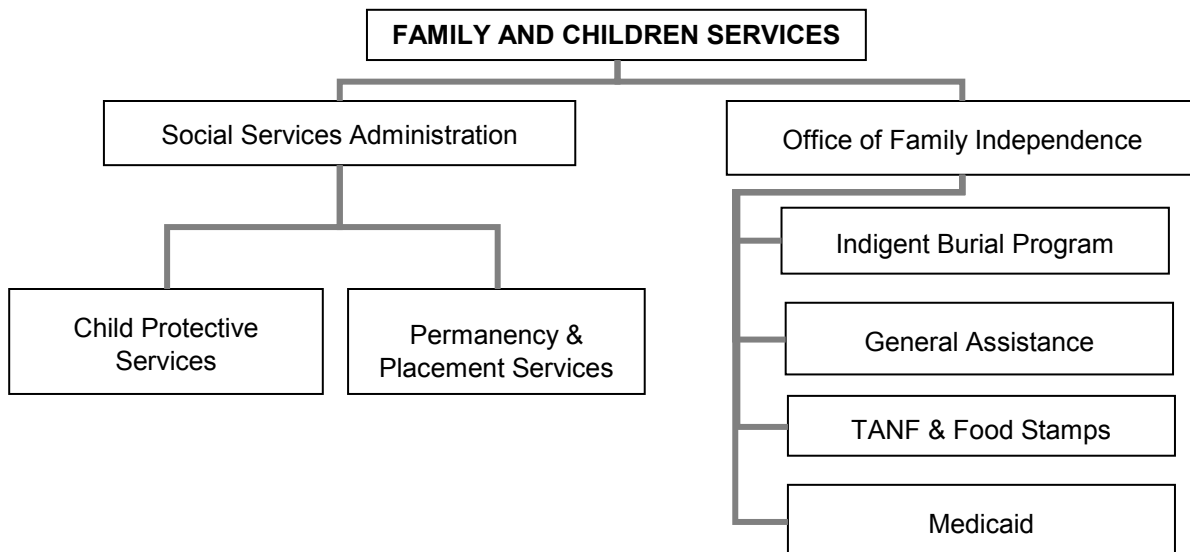 FAMILY AND CHILDREN SERVICES
Social Services Administration
Office of Family Independence
Child Protective
Services
Permanency &
Placement Services
Indigent Burial Program
General Assistance
TANF & Food Stamps
Medicaid